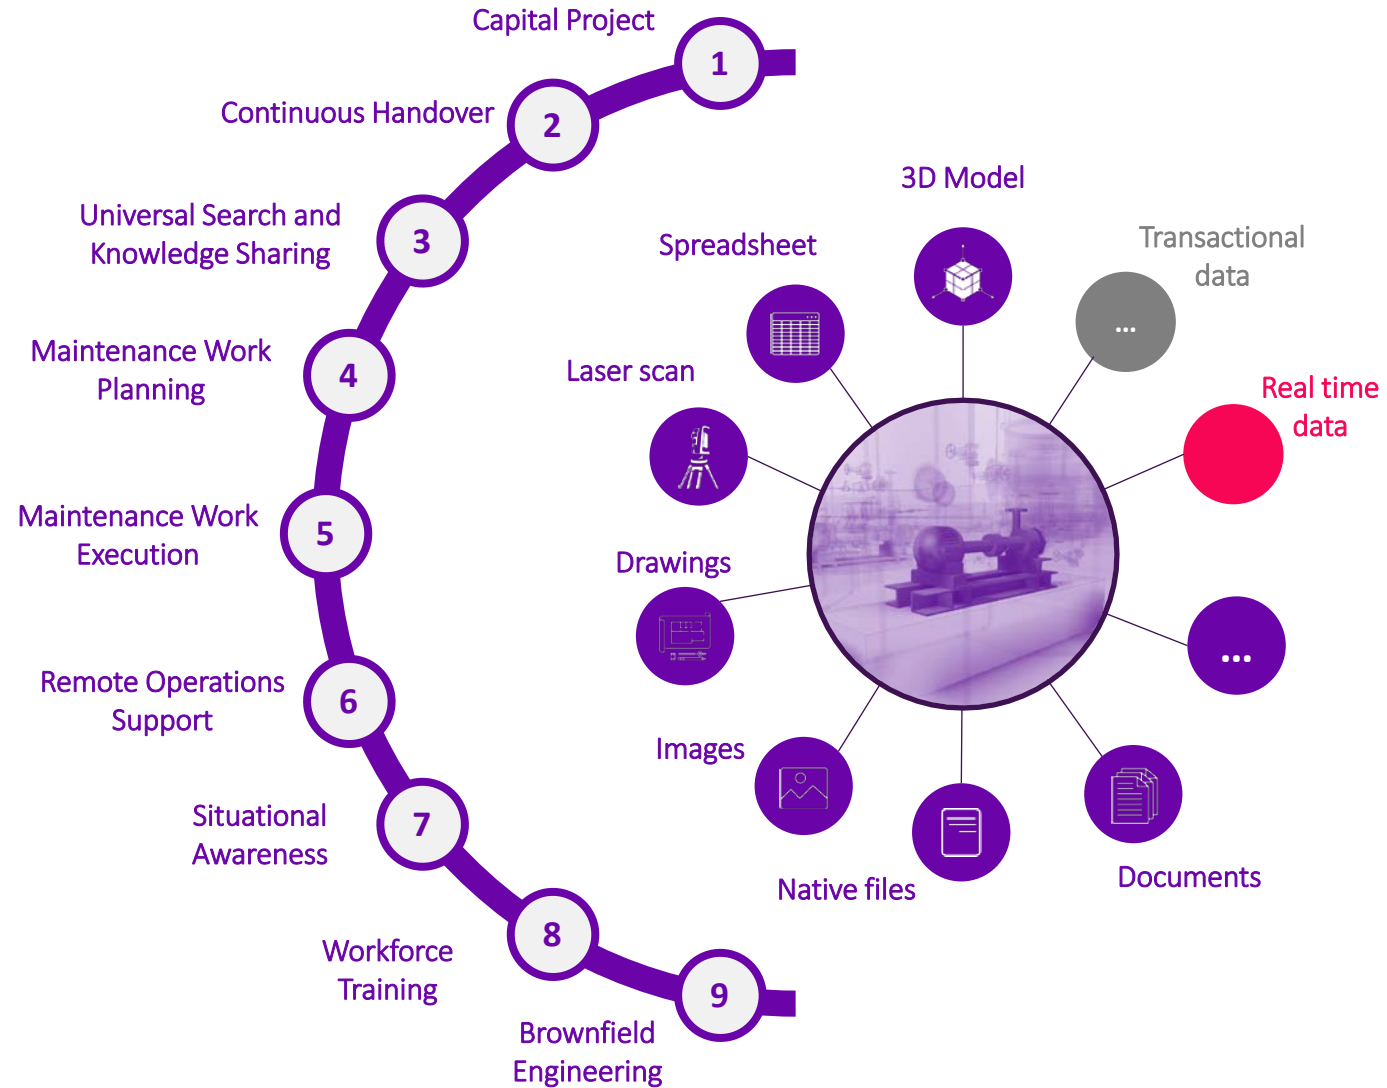 Capital Project
1
Continuous Handover
2
Universal Search and
Knowledge Sharing
3
Maintenance Work
Planning
4
Maintenance Work
Execution
5
Remote Operations
Support
6
Situational
Awareness
7
Workforce
Training
8
Brownfield
Engineering
9
3D Model
Spreadsheet
Transactional
data
...
Laser scan
Real time
data
Drawings
...
Images
Native files
Documents